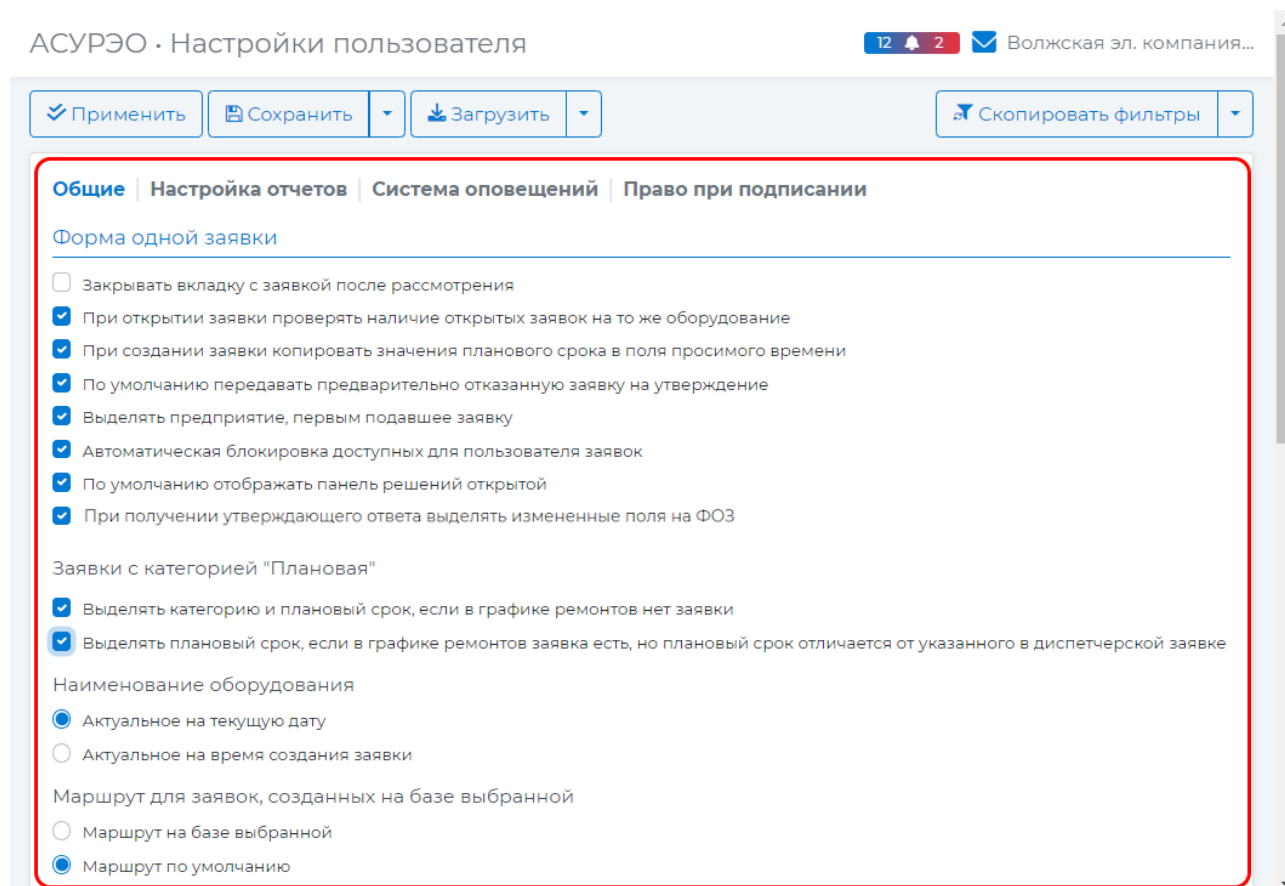 АСУРЭО • Настройки пользователя
12 2 Волжская эл. компания...
Применить Сохранить Загрузить Скопировать фильтры
Общие Настройка отчетов Система оповещений Право при подписании
Форма одной заявки
Закрывать вкладку с заявкой после рассмотрения
При открытии заявки проверять наличие открытых заявок на то же оборудование
При создании заявки копировать значения планового срока в поля просимого времени
По умолчанию передавать предварительно отказанную заявку на утверждение
Выделять предприятие, первым подавшее заявку
Автоматическая блокировка доступных для пользователя заявок
По умолчанию отображать панель решений открытой
При получении утверждающего ответа выделять измененные поля на ФОЗ
Заявки с категорией "Плановая"
Выделять категорию и плановый срок, если в графике ремонтов нет заявки
Выделять плановый срок, если в графике ремонтов заявка есть, но плановый срок отличается от указанного в диспетчерской заявке
Наименование оборудования
Актуальное на текущую дату
Актуальное на время создания заявки
Маршрут для заявок, созданных на базе выбранной
Маршрут на базе выбранной
Маршрут по умолчанию